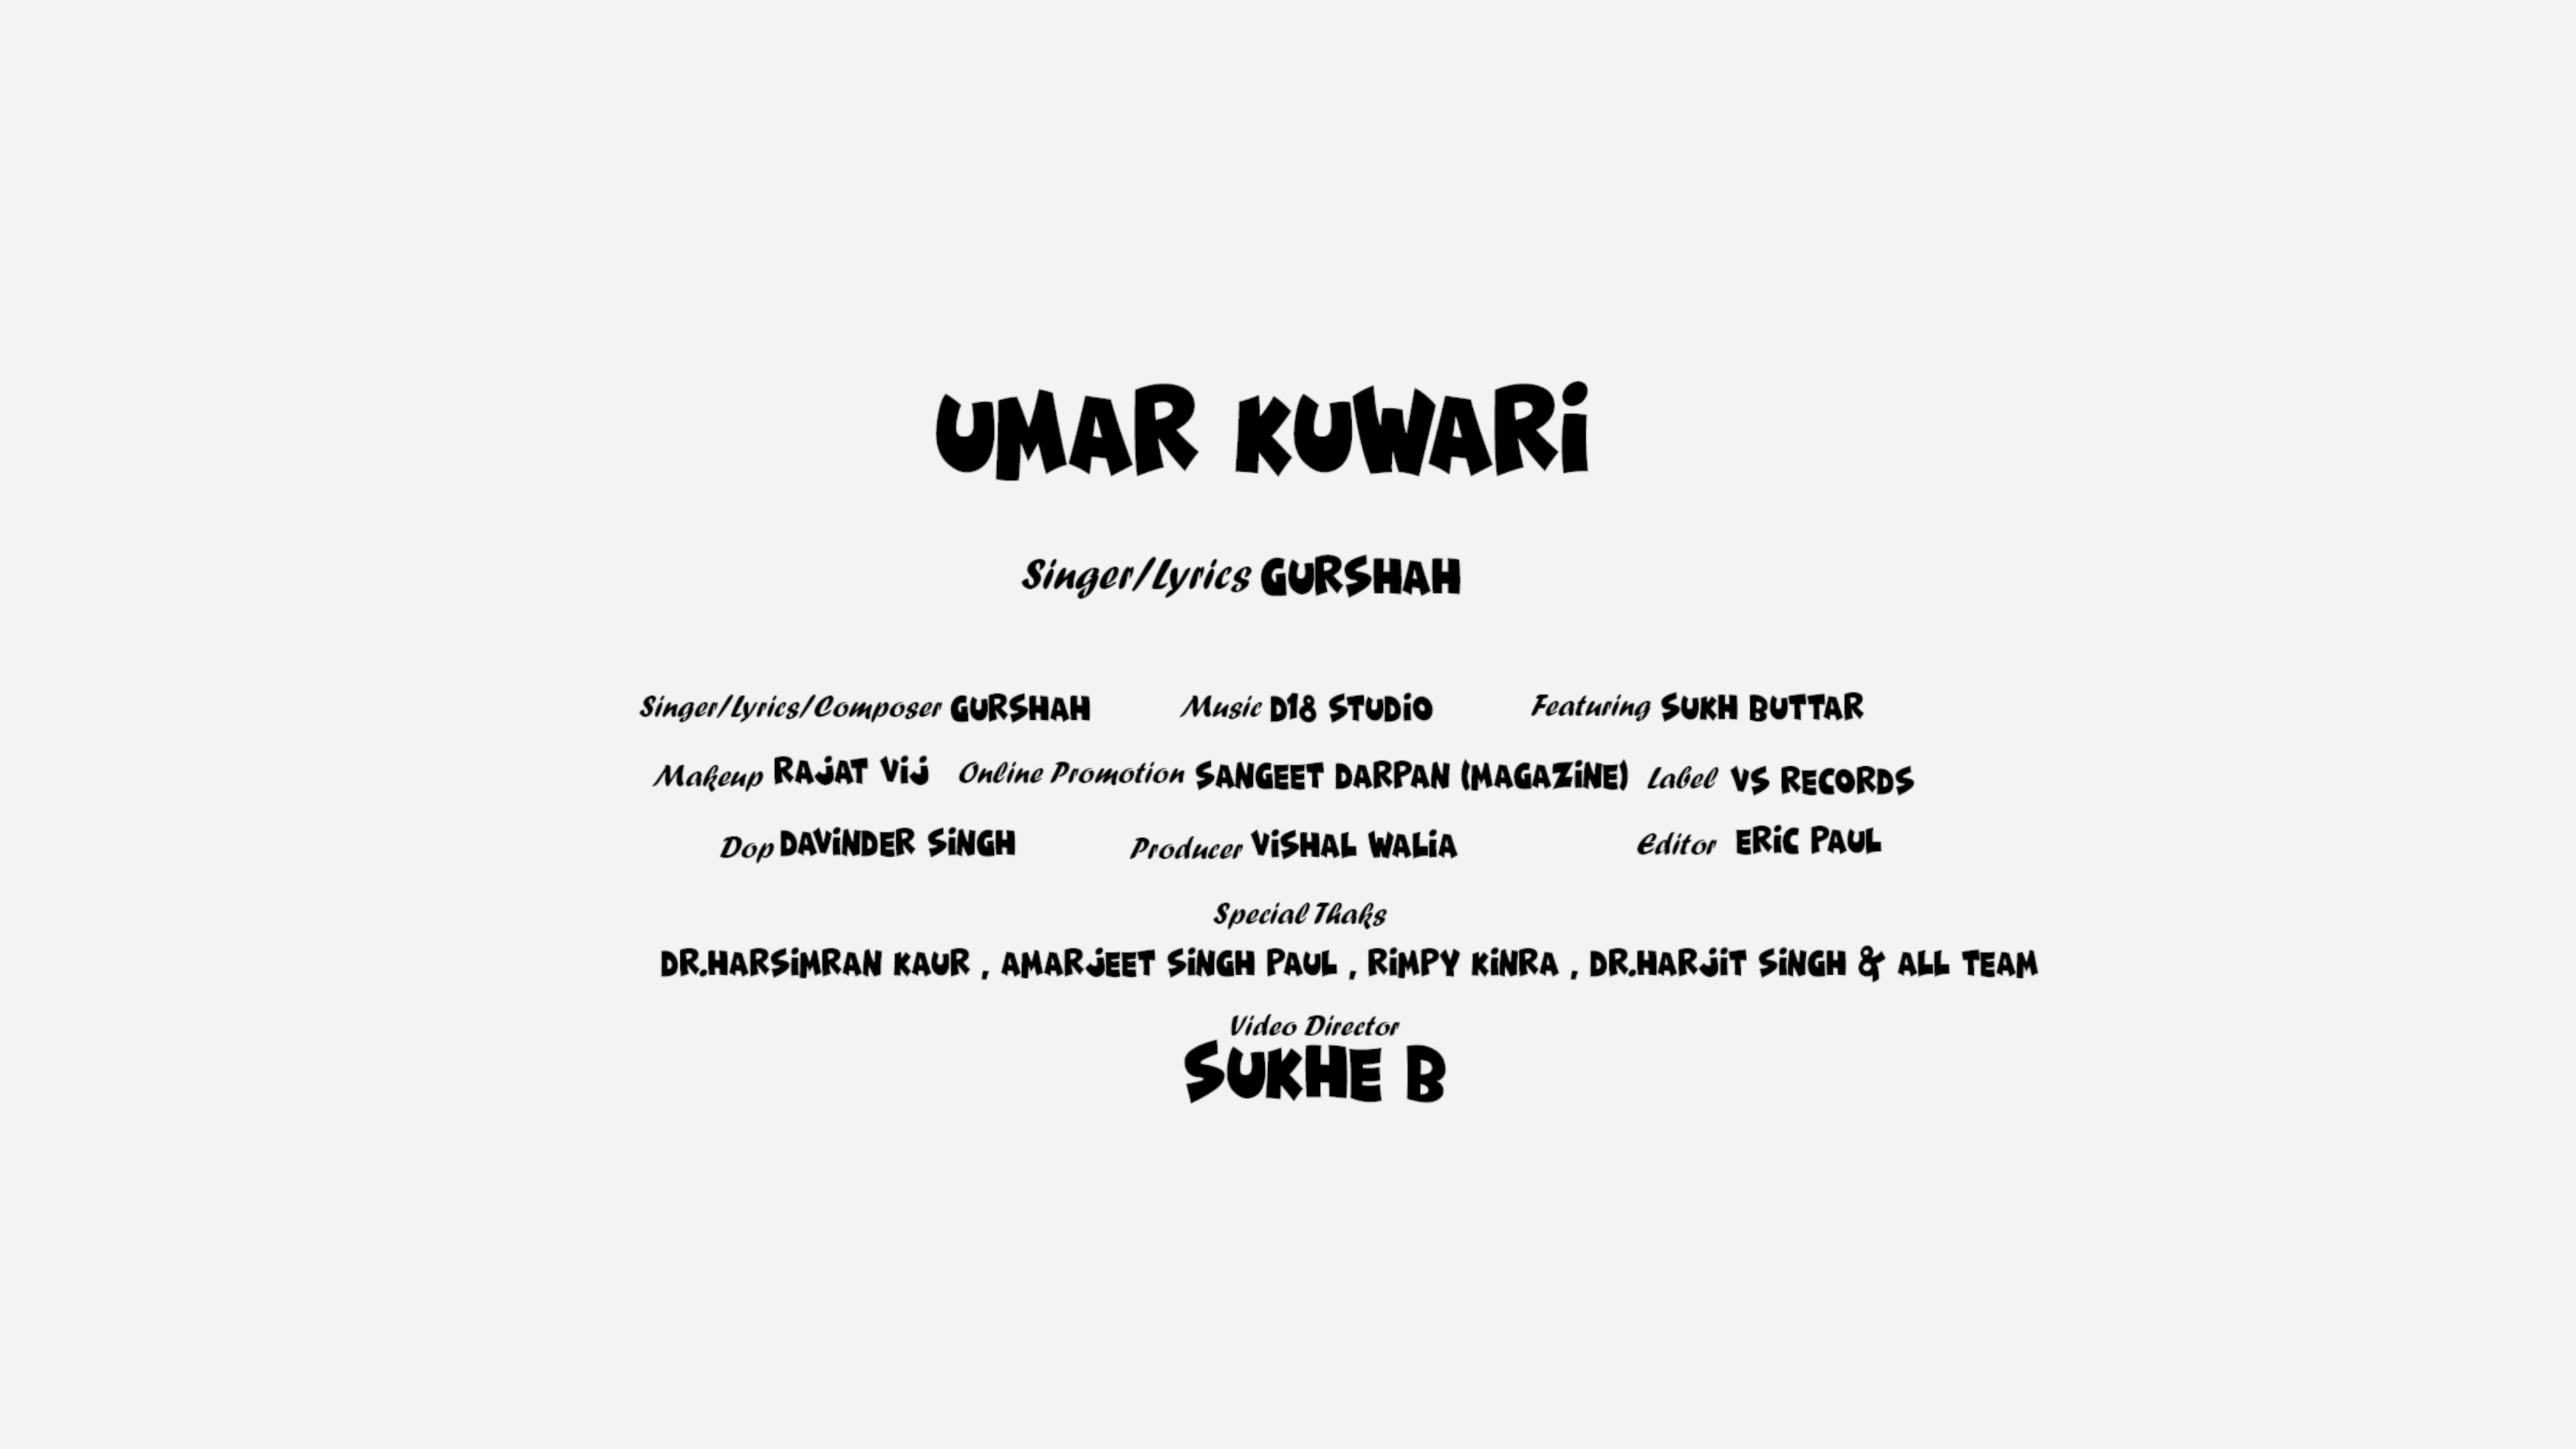 UMAR KUWARi
Singer/Lyrics GURSHAH
Singer/Lyrics/Composer GURSHAH Music D18 STUDiO Featuring SUKH BUTTAR
Makeup RAJAT ViJ Online Promotion SANGEET DARPAN (MAGAZiNE) Label VS RECORDS
Dop DAViNDER SiNGH Producer ViSHAL WALiA Editor ERiC PAUL
Special Thaks
DR.HARSiMRAN KAUR , AMARJEET SiNGH PAUL , RiMPY KiNRA , DR.HARJiT SiNGH & ALL TEAM
Video Director
SUKHE B